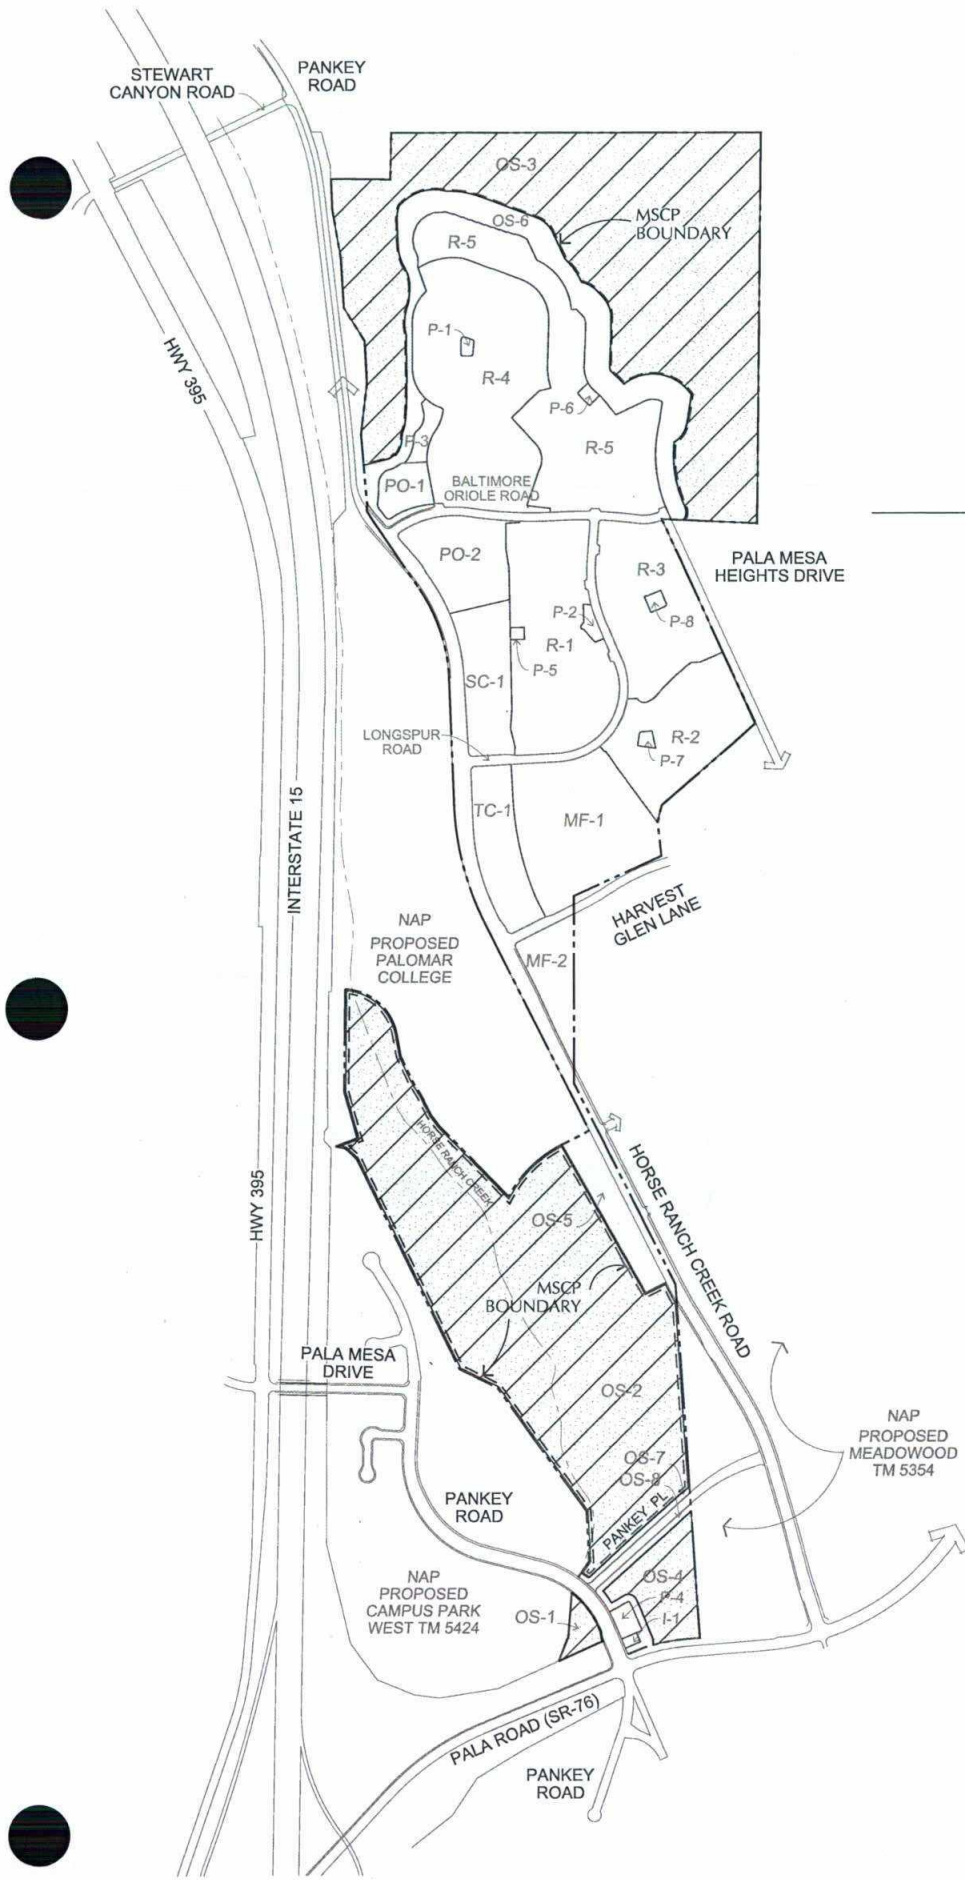 STEWART
CANYON ROAD
PANKEY
ROAD
OS-3
OS-6
MSCP
BOUNDARY
R-5
P-1
R-4
HWY 395
P-6
P-3
R-5
PO-1
BALTIMORE
ORIOLE ROAD
PO-2
R-3
PALA MESA
HEIGHTS DRIVE
P-2
P-8
R-1
P-5
SC-1
LONGSPUR
ROAD
R-2
P-7
TC-1
MF-1
INTERSTATE 15
HARVEST
GLEN LANE
NAP
PROPOSED
PALOMAR
COLLEGE
MF-2
HORSE RANCH CREEK
HWY 395
OS-5
HORSE RANCH CREEK ROAD
MSCP
BOUNDARY
PALA MESA
DRIVE
OS-2
NAP
PROPOSED
MEADOWOOD
TM 5354
OS-7
OS-8
PANKEY
ROAD
PANKEY PL
NAP
PROPOSED
CAMPUS PARK
WEST TM 5424
OS-4
P-4
OS-1
I-1
PALA ROAD (SR-76)
PANKEY
ROAD